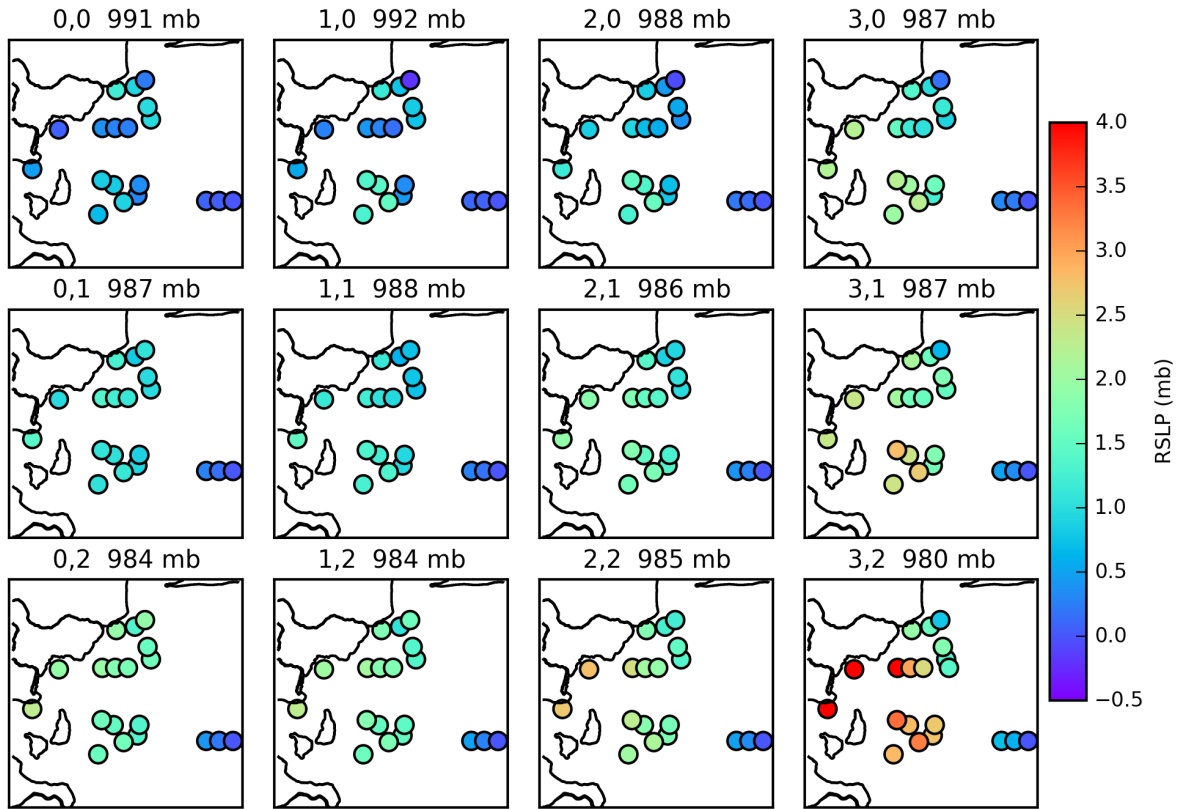 0,0 991 mb
1,0 992 mb
2,0 988 mb
3,0 987 mb
0,1 987 mb
1,1 988 mb
2,1 986 mb
3,1 987 mb
0,2 984 mb
1,2 984 mb
2,2 985 mb
3,2 980 mb
4.0
3.5
3.0
2.5
2.0
1.5
1.0
0.5
0.0
−0.5
RSLP (mb)